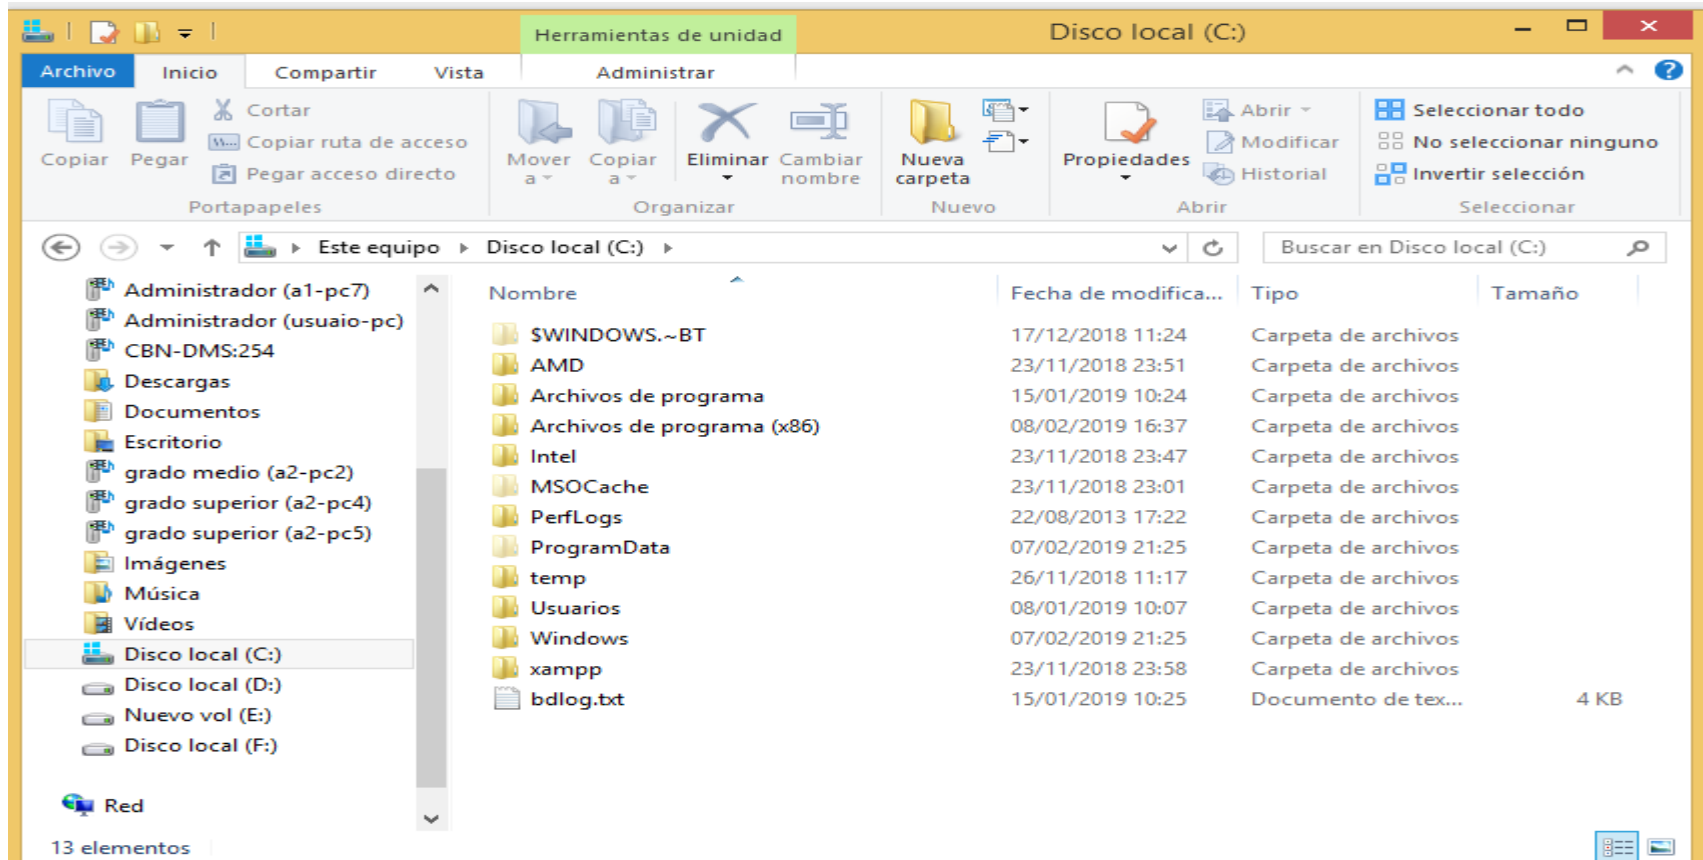 Herramientas de unidad
Disco local (C:)
Archivo Inicio Compartir Vista Administrar
Copiar
Pegar
Cortar
Copiar ruta de acceso
Pegar acceso directo
Portapapeles
Mover a
Copiar a
Eliminar
Cambiar nombre
Organizar
Nueva carpeta
Nuevo
Propiedades
Abrir
Modificar
Historial
Abrir
Seleccionar todo
No seleccionar ninguno
Invertir selección
Seleccionar
Este equipo Disco local (C:)
Buscar en Disco local (C:)
Administrador (a1-pc7)
Administrador (usuaio-pc)
CBN-DMS:254
Descargas
Documentos
Escritorio
grado medio (a2-pc2)
grado superior (a2-pc4)
grado superior (a2-pc5)
Imágenes
Música
Vídeos
Disco local (C:)
Disco local (D:)
Nuevo vol (E:)
Disco local (F:)
Red
Nombre Fecha de modifica... Tipo Tamaño
$WINDOWS.~BT 17/12/2018 11:24 Carpeta de archivos
AMD 23/11/2018 23:51 Carpeta de archivos
Archivos de programa 15/01/2019 10:24 Carpeta de archivos
Archivos de programa (x86) 08/02/2019 16:37 Carpeta de archivos
Intel 23/11/2018 23:47 Carpeta de archivos
MSOCache 23/11/2018 23:01 Carpeta de archivos
PerfLogs 22/08/2013 17:22 Carpeta de archivos
ProgramData 07/02/2019 21:25 Carpeta de archivos
temp 26/11/2018 11:17 Carpeta de archivos
Usuarios 08/01/2019 10:07 Carpeta de archivos
Windows 07/02/2019 21:25 Carpeta de archivos
xampp 23/11/2018 23:58 Carpeta de archivos
bdlog.txt 15/01/2019 10:25 Documento de tex... 4 KB
13 elementos